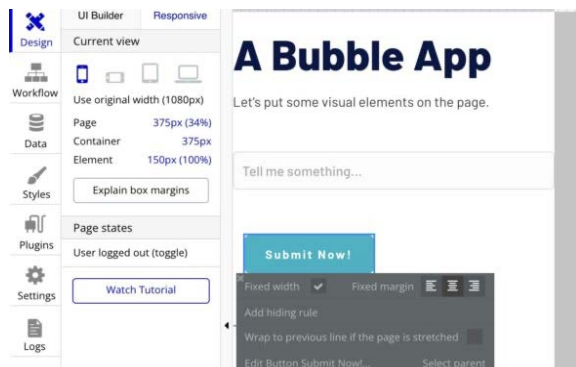 UI Builder Responsive
Design
Current view
Workflow
Use original width (1080px)
Page 375px (34%)
Data
Container 375px
Element 150px (100%)
Styles
Explain box margins
Plugins
Page states
User logged out (toggle)
Settings
Watch Tutorial
Logs
A Bubble App
Let's put some visual elements on the page.
Tell me something...
Submit Now!
Fixed width Fixed margin
Add hiding rule
Wrap to previous line if the page is stretched
Edit Button Submit Now!... Select parent